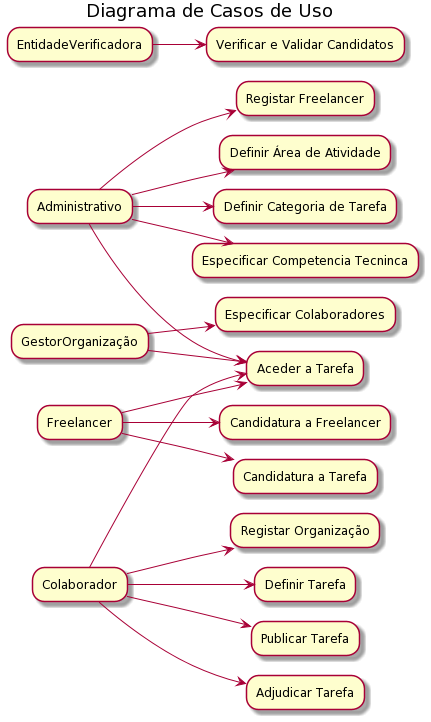 Diagrama de Casos de Uso
EntidadeVerificadora
Verificar e Validar Candidatos
Registar Freelancer
Definir Área de Atividade
Administrativo
Definir Categoria de Tarefa
Especificar Competencia Tecninca
Especificar Colaboradores
GestorOrganização
Aceder a Tarefa
Freelancer
Candidatura a Freelancer
Candidatura a Tarefa
Registar Organização
Colaborador
Definir Tarefa
Publicar Tarefa
Adjudicar Tarefa